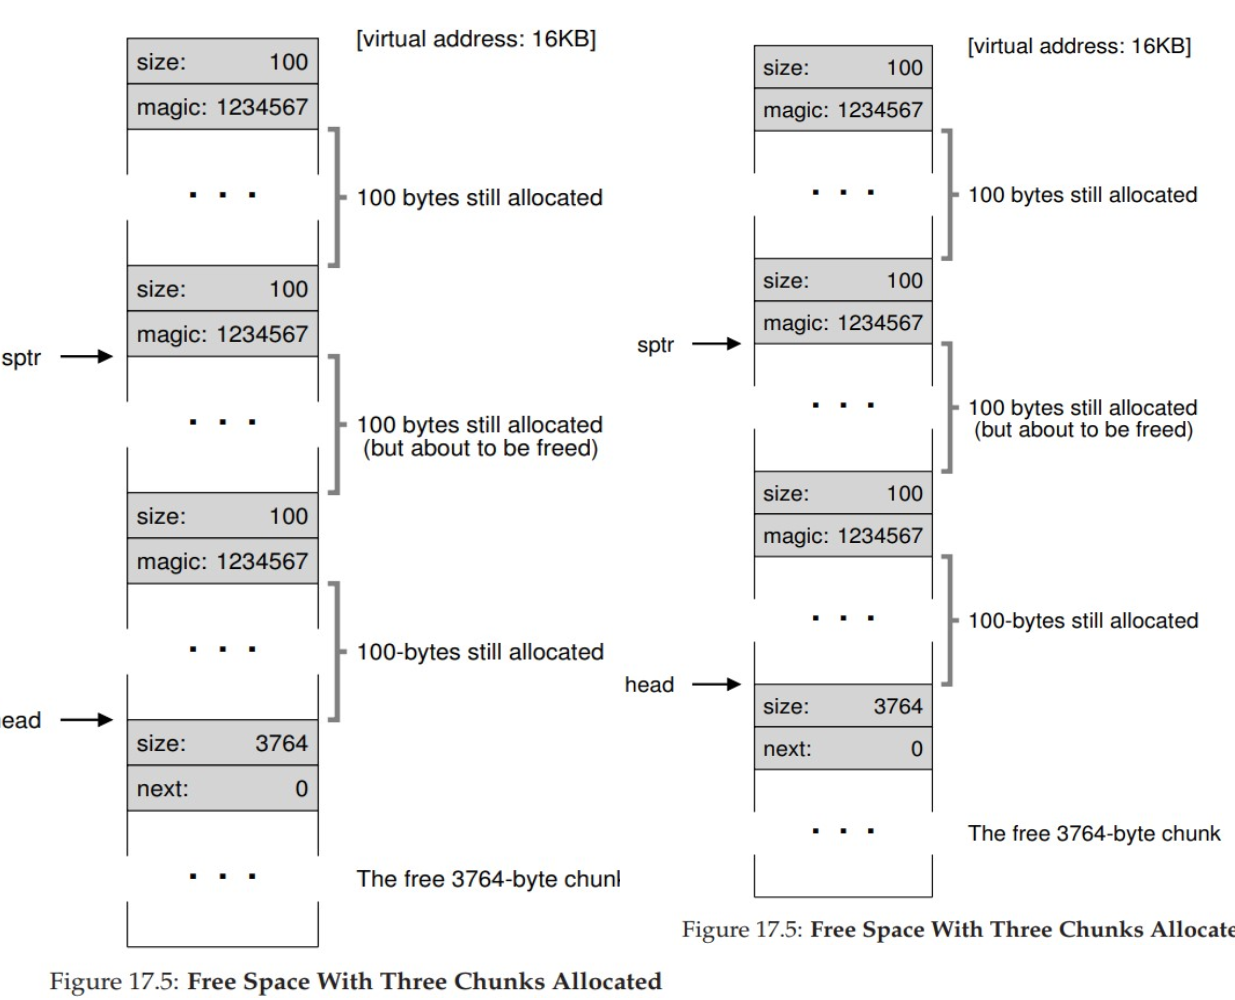 [virtual address: 16KB]
size: 100
magic: 1234567
. . .
100 bytes still allocated
size: 100
magic: 1234567
sptr
. . .
100 bytes still allocated
(but about to be freed)
size: 100
magic: 1234567
. . .
100-bytes still allocated
ead
size: 3764
next: 0
. . .
The free 3764-byte chun
Figure 17.5: Free Space With Three Chunks Allocated
[virtual address: 16KB]
size: 100
magic: 1234567
. . .
100 bytes still allocated
size: 100
magic: 1234567
sptr
. . .
100 bytes still allocated
(but about to be freed)
size: 100
magic: 1234567
. . .
100-bytes still allocated
head
size: 3764
next: 0
. . .
The free 3764-byte chunk
Figure 17.5: Free Space With Three Chunks Allocate